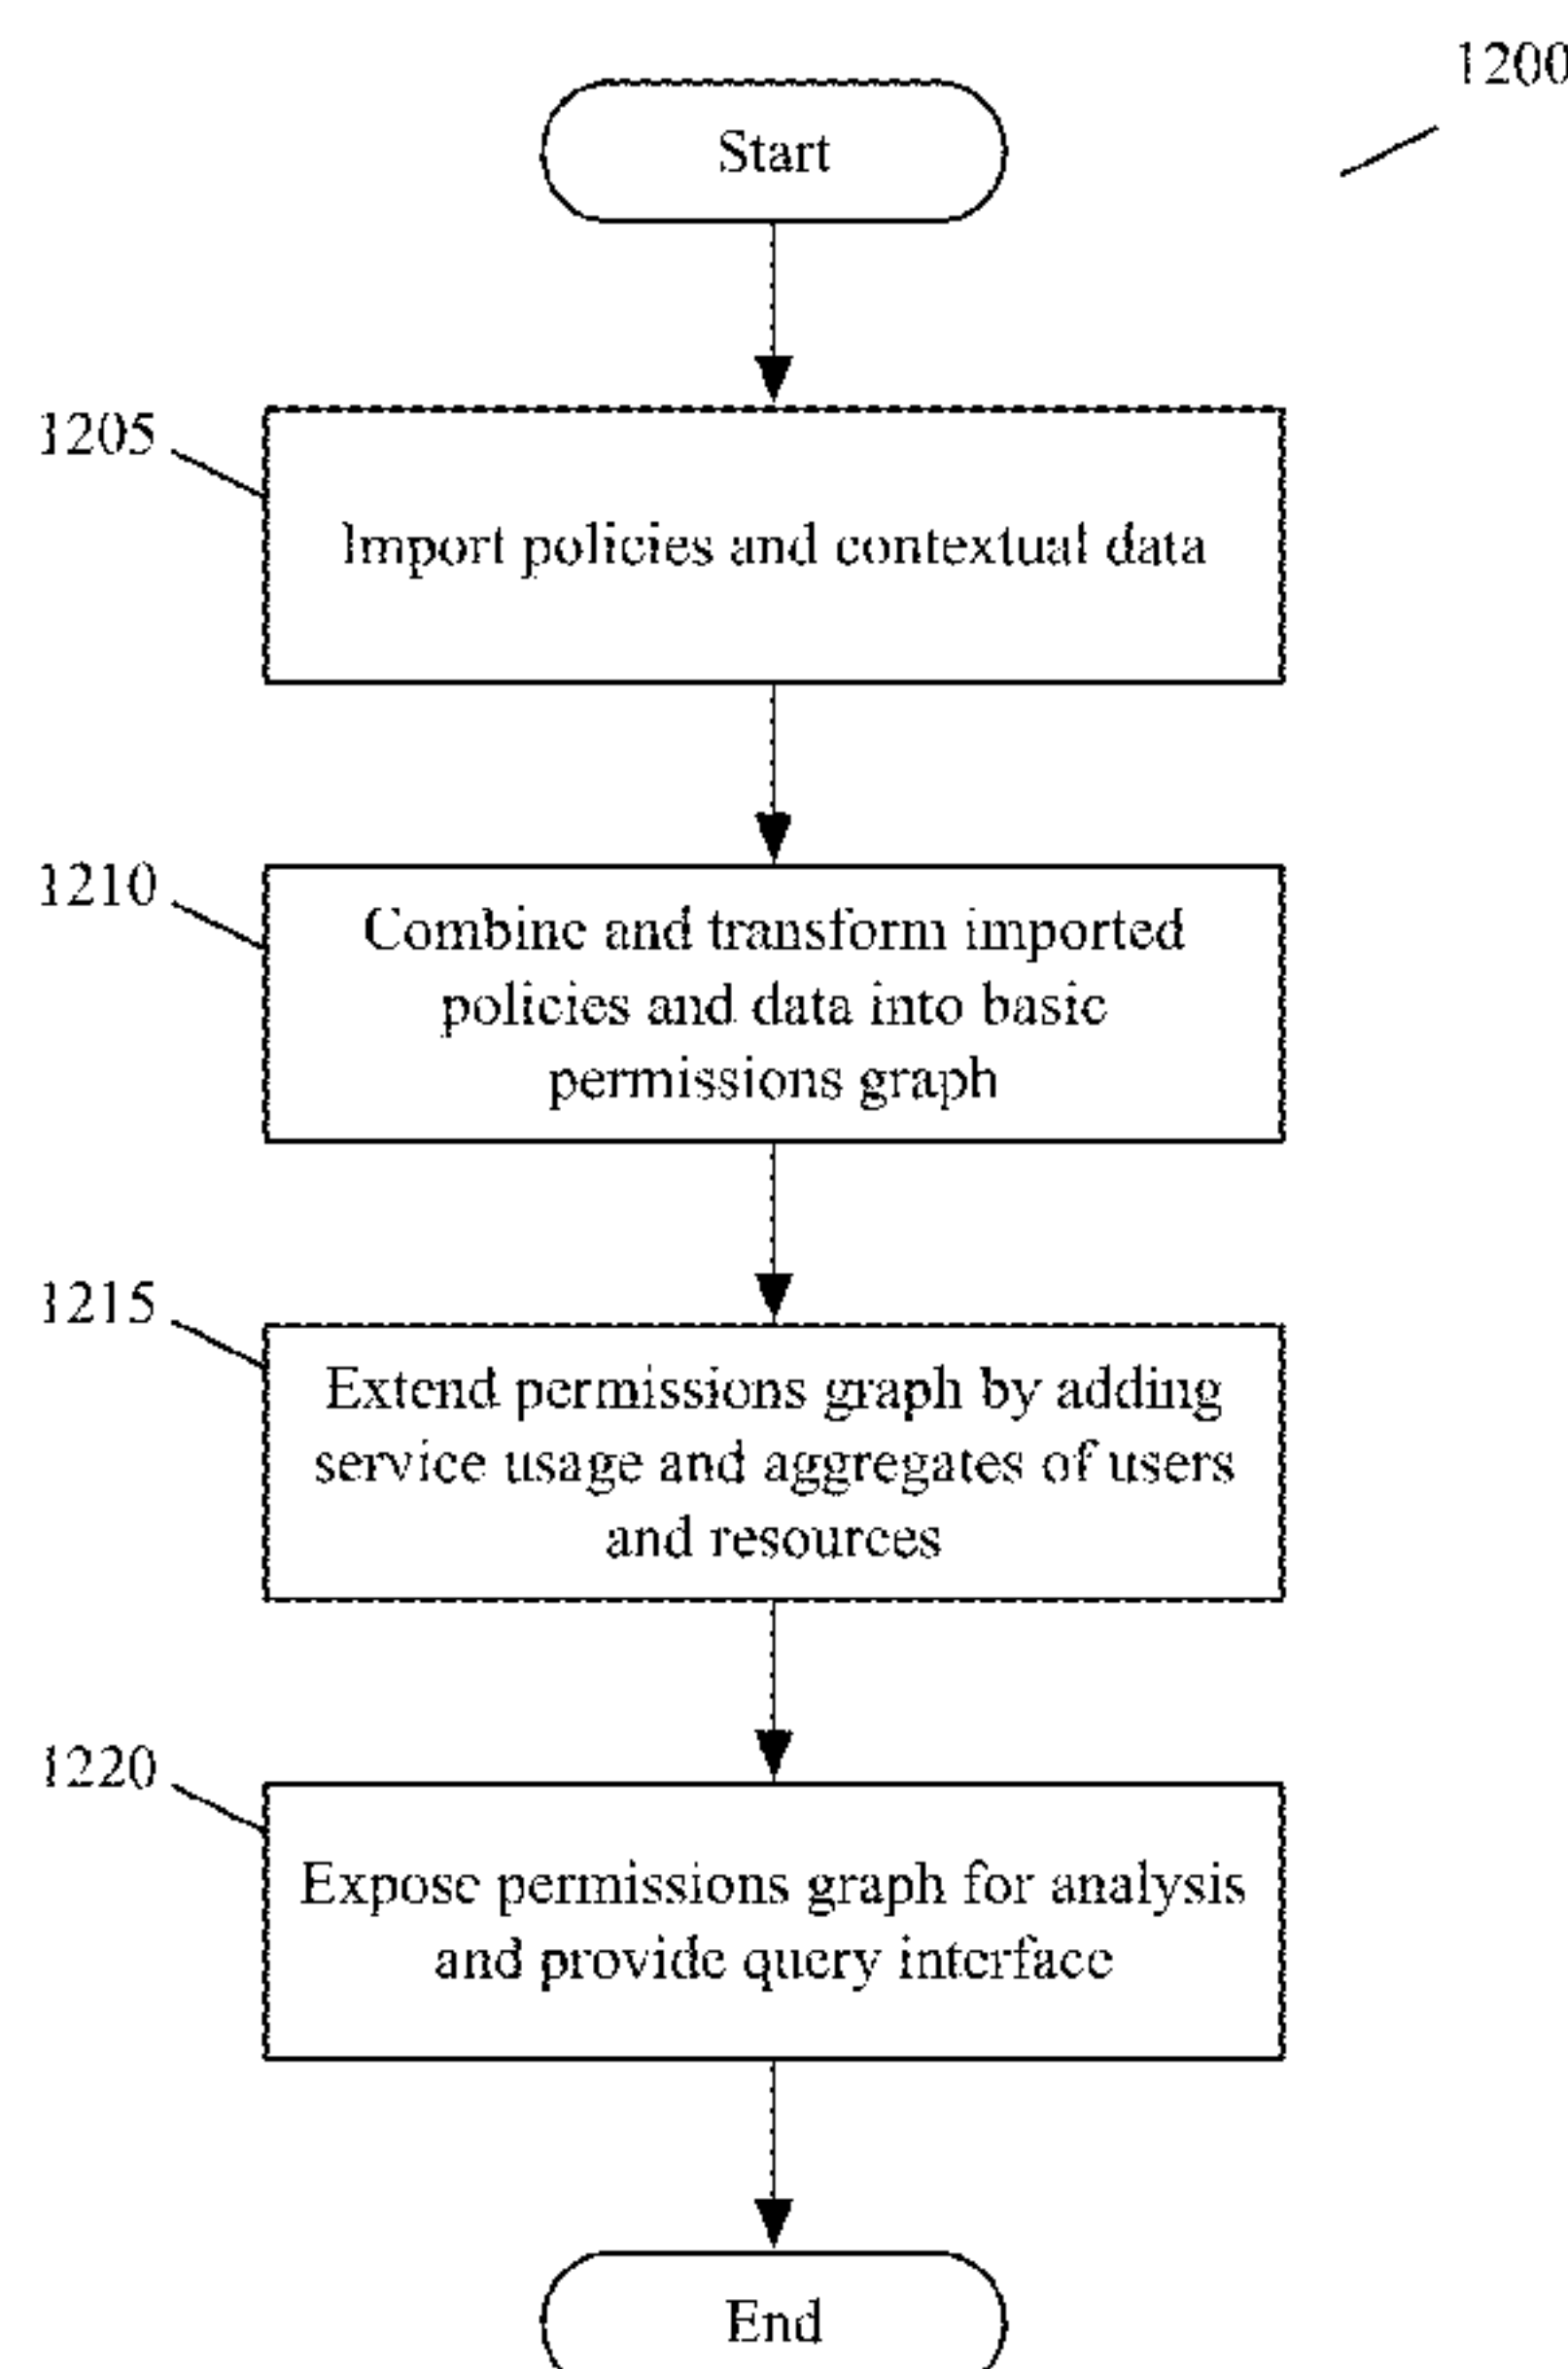 1200
Start
1205
Import policies and contextual data
1210
Combine and transform imported
policies and data into basic
permissions graph
1215
Extend permissions graph by adding
service usage and aggregates of users
and resources
1220
Expose permissions graph for analysis
and provide query interface
End